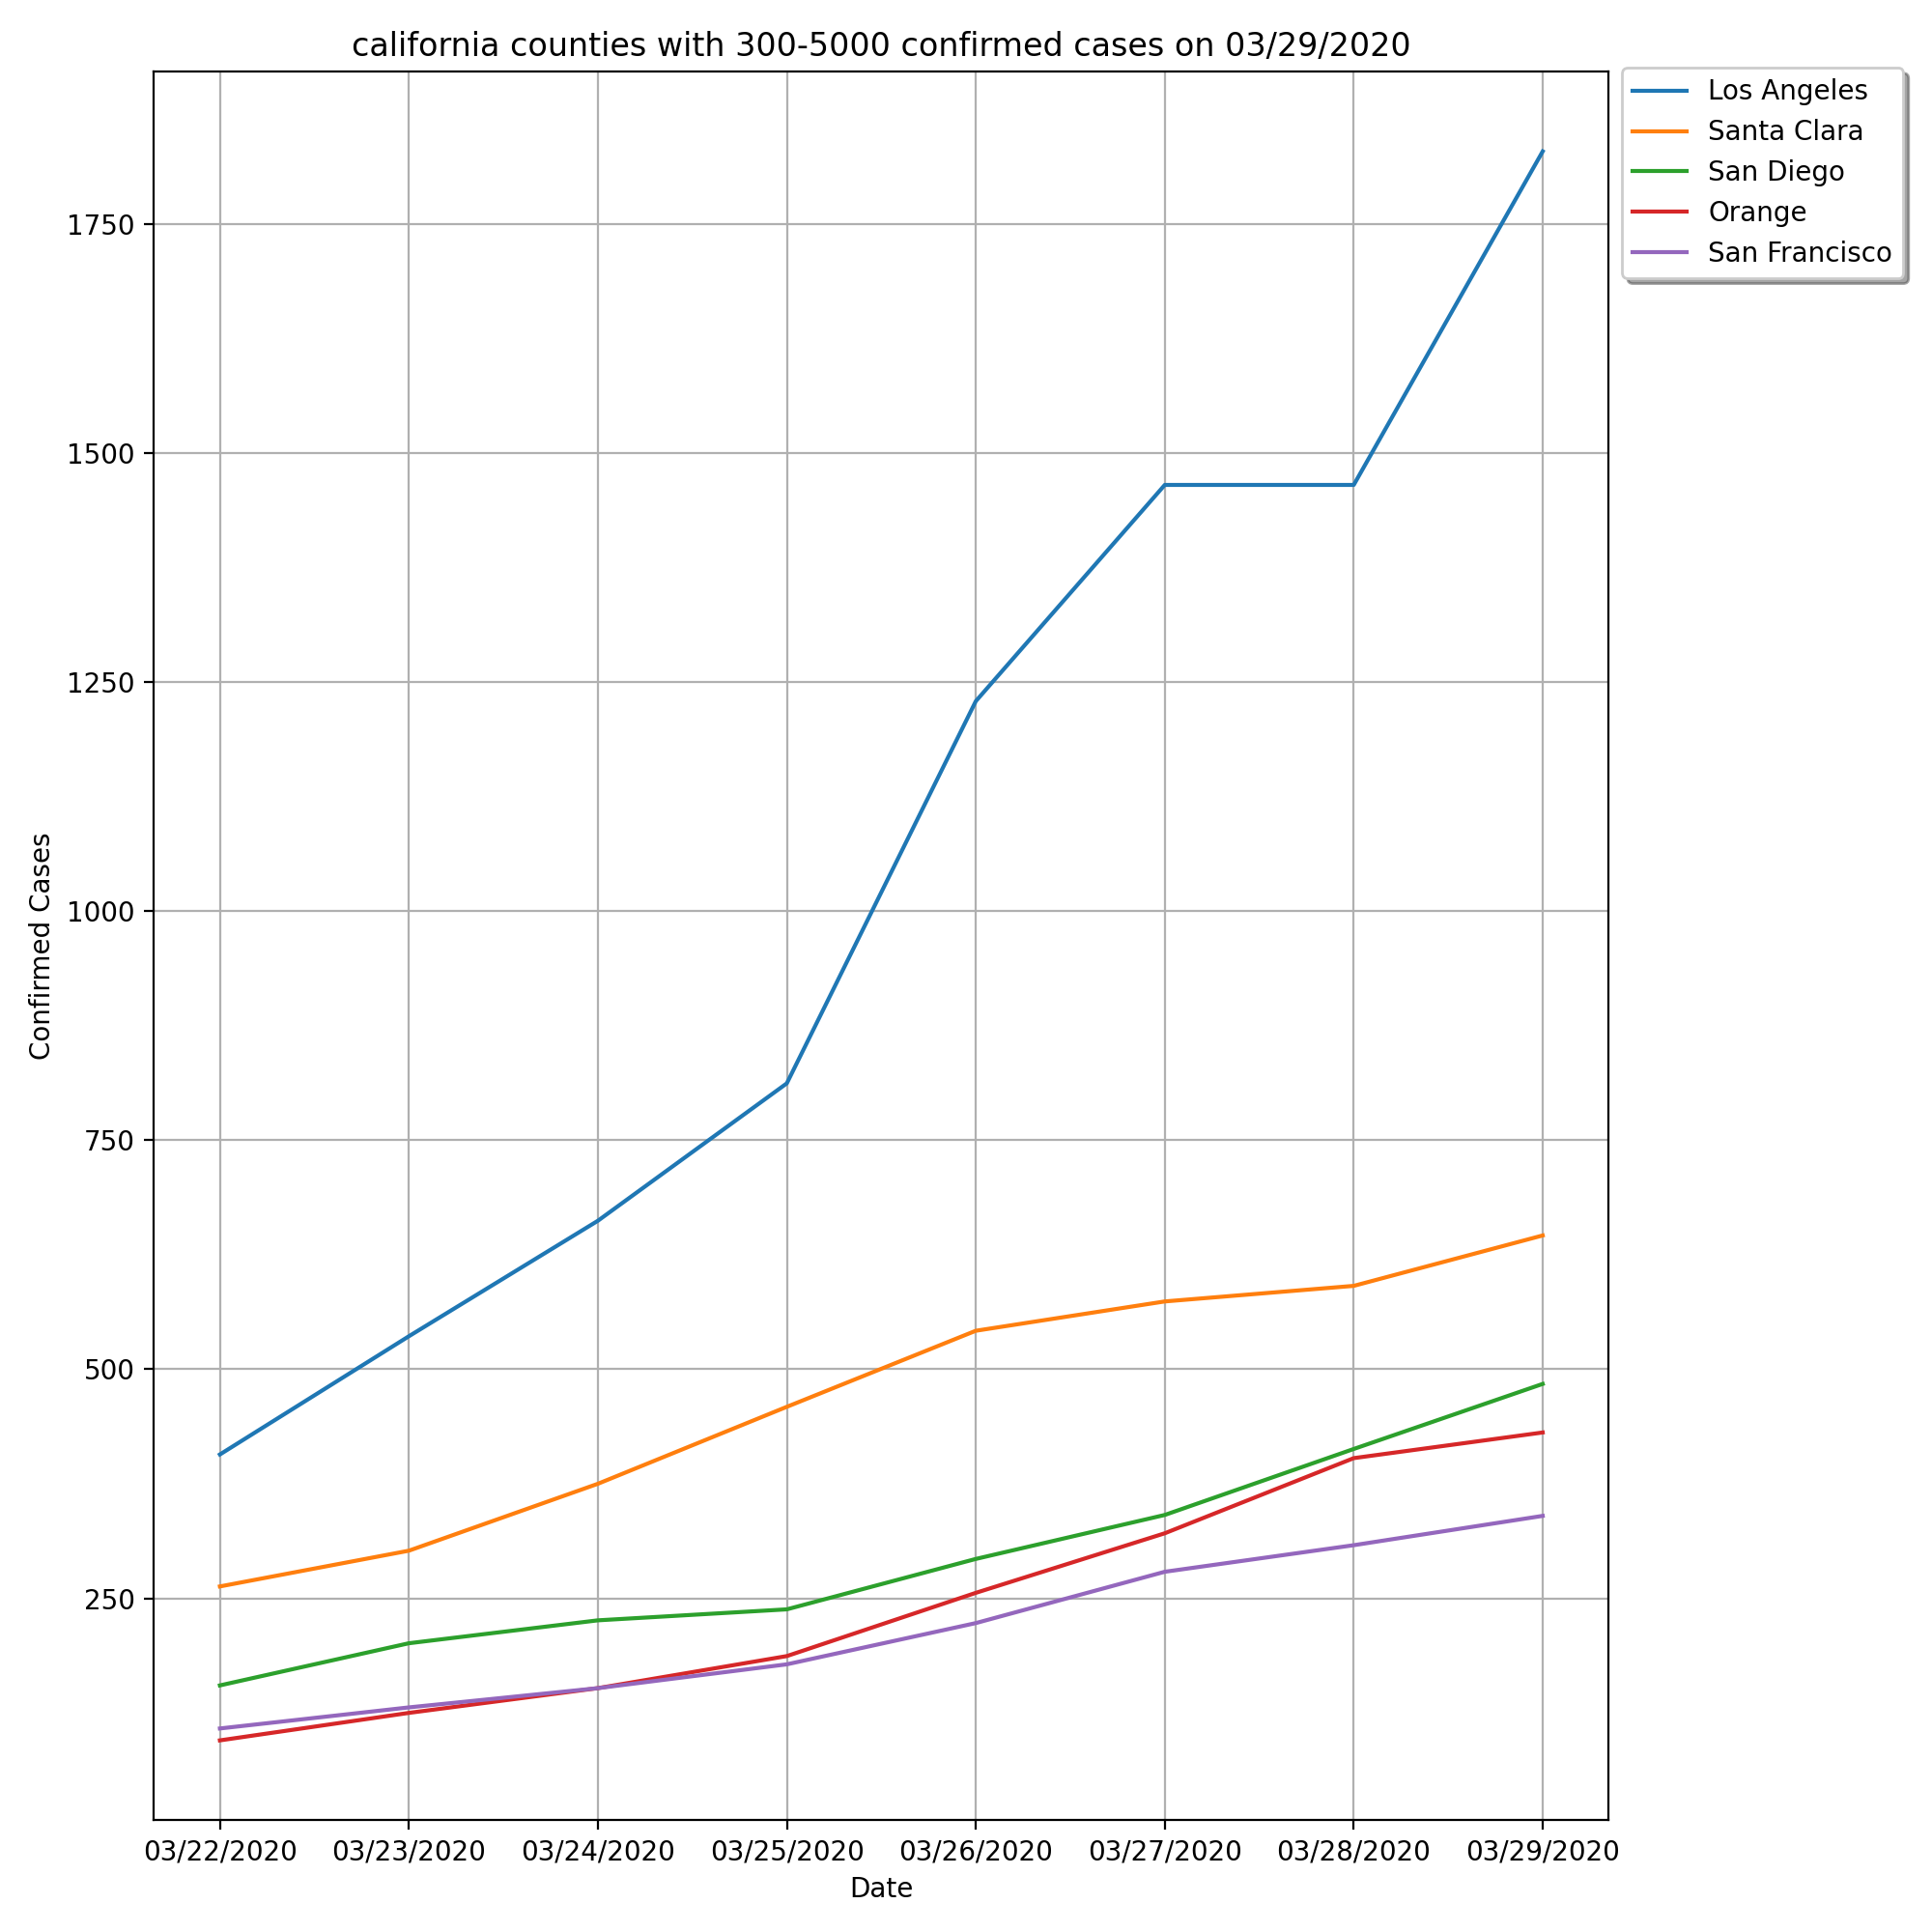 california counties with 300-5000 confirmed cases on 03/29/2020
Los Angeles
Santa Clara
San Diego
Orange
San Francisco
1750
1500
1250
1000
750
500
250
Confirmed Cases
03/22/2020 03/23/2020 03/24/2020 03/25/2020 03/26/2020 03/27/2020 03/28/2020 03/29/2020
Date